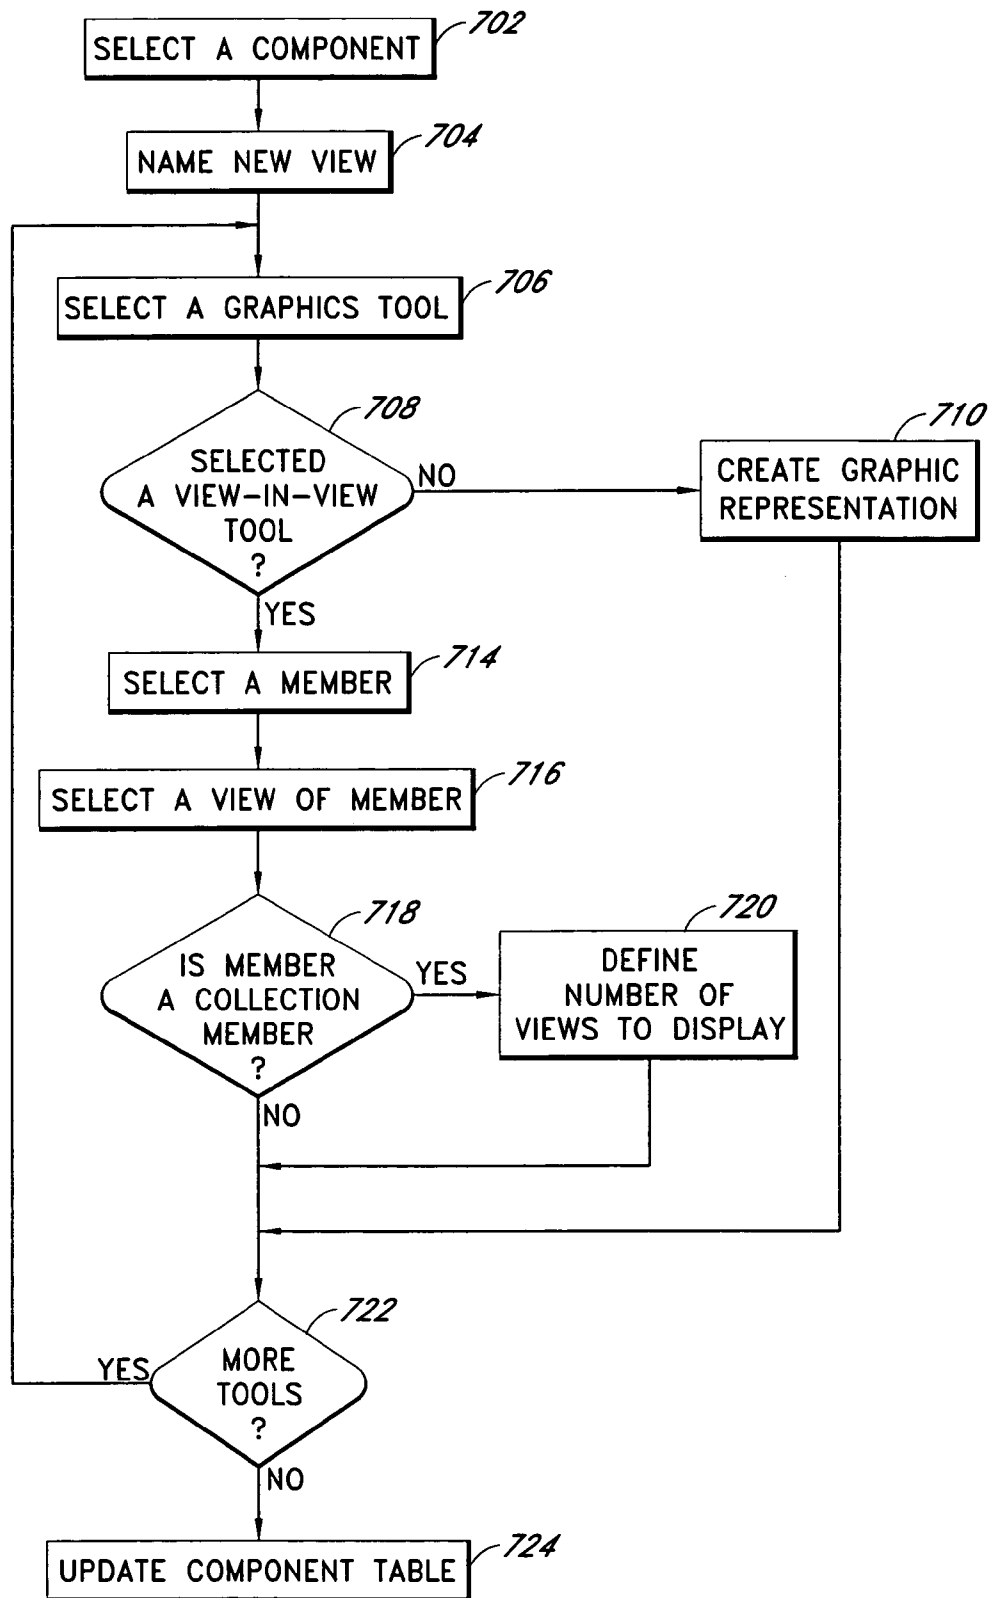 702
SELECT A COMPONENT
704
NAME NEW VIEW
706
SELECT A GRAPHICS TOOL
708
SELECTED
A VIEW-IN-VIEW
TOOL
?
NO
YES
710
CREATE GRAPHIC
REPRESENTATION
714
SELECT A MEMBER
716
SELECT A VIEW OF MEMBER
718
IS MEMBER
A COLLECTION
MEMBER
?
YES
NO
720
DEFINE
NUMBER OF
VIEWS TO DISPLAY
722
MORE
TOOLS
?
YES
NO
724
UPDATE COMPONENT TABLE